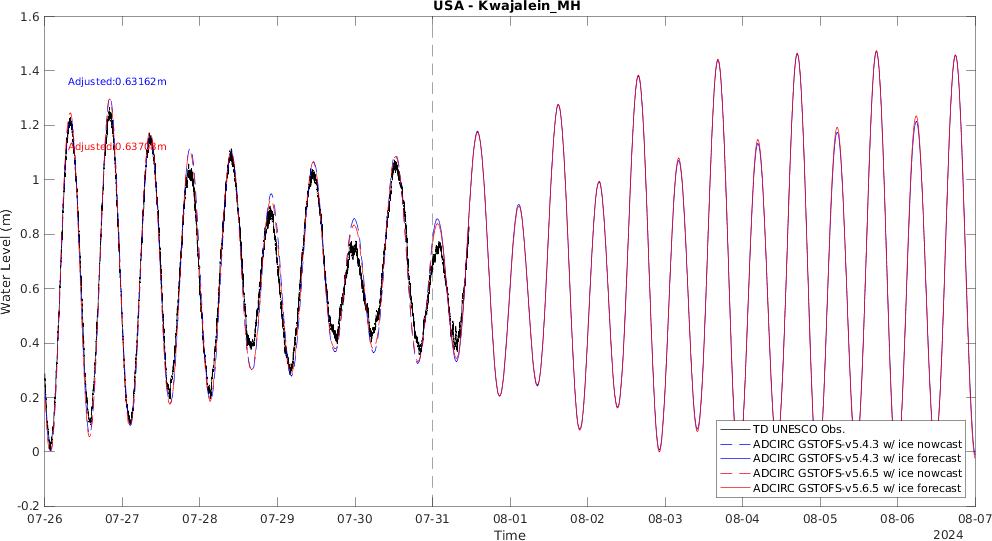 USA - Kwajalein_MH
1.6
1.4
1.2
1
0.8
0.6
0.4
0.2
0
-0.2
Water Level (m)
Adjusted:0.63162m
TD UNESCO Obs.
ADCIRC GSTOFS-v5.4.3 w/ ice nowcast
ADCIRC GSTOFS-v5.4.3 w/ ice forecast
ADCIRC GSTOFS-v5.6.5 w/ ice nowcast
ADCIRC GSTOFS-v5.6.5 w/ ice forecast
07-26 07-27 07-28 07-29 07-30 07-31 08-01 08-02 08-03 08-04 08-05 08-06 08-07
Time
2024